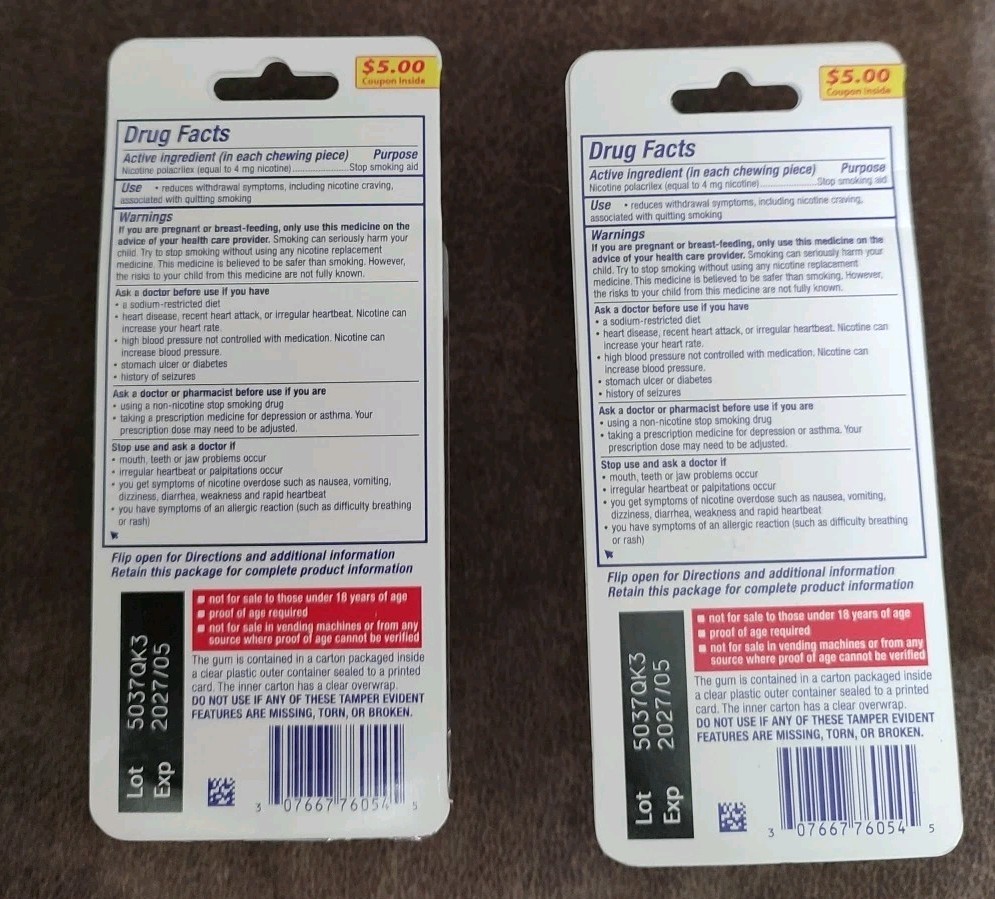 $5.00
Coupon Inside
Drug Facts
Active ingredient (in each chewing piece) Purpose
Nicotine polacrilex (equal to 4 mg nicotine)........................Stop smoking aid
Use • reduces withdrawal symptoms, including nicotine craving,
associated with quitting smoking
Warnings
If you are pregnant or breast-feeding, only use this medicine on the
advice of your health care provider. Smoking can seriously harm your
child. Try to stop smoking without using any nicotine replacement
medicine. This medicine is believed to be safer than smoking. However,
the risks to your child from this medicine are not fully known.
Ask a doctor before use if you have
• a sodium-restricted diet
• heart disease, recent heart attack, or irregular heartbeat. Nicotine can
increase your heart rate.
• high blood pressure not controlled with medication. Nicotine can
increase blood pressure.
• stomach ulcer or diabetes
• history of seizures
Ask a doctor or pharmacist before use if you are
• using a non-nicotine stop smoking drug
• taking a prescription medicine for depression or asthma. Your
prescription dose may need to be adjusted.
Stop use and ask a doctor if
• mouth, teeth or jaw problems occur
• irregular heartbeat or palpitations occur
• you get symptoms of nicotine overdose such as nausea, vomiting,
dizziness, diarrhea, weakness and rapid heartbeat
• you have symptoms of an allergic reaction (such as difficulty breathing
or rash)
Flip open for Directions and additional information
Retain this package for complete product information
Lot 5037QK3
Exp 2027/05
■ not for sale to those under 18 years of age
■ proof of age required
■ not for sale in vending machines or from any
source where proof of age cannot be verified
The gum is contained in a carton packaged inside
a clear plastic outer container sealed to a printed
card. The inner carton has a clear overwrap.
DO NOT USE IF ANY OF THESE TAMPER EVIDENT
FEATURES ARE MISSING, TORN, OR BROKEN.
3 07667 76054 5
$5.00
Coupon Inside
Drug Facts
Active ingredient (in each chewing piece) Purpose
Nicotine polacrilex (equal to 4 mg nicotine)........................Stop smoking aid
Use • reduces withdrawal symptoms, including nicotine craving,
associated with quitting smoking
Warnings
If you are pregnant or breast-feeding, only use this medicine on the
advice of your health care provider. Smoking can seriously harm your
child. Try to stop smoking without using any nicotine replacement
medicine. This medicine is believed to be safer than smoking. However,
the risks to your child from this medicine are not fully known.
Ask a doctor before use if you have
• a sodium-restricted diet
• heart disease, recent heart attack, or irregular heartbeat. Nicotine can
increase your heart rate.
• high blood pressure not controlled with medication. Nicotine can
increase blood pressure.
• stomach ulcer or diabetes
• history of seizures
Ask a doctor or pharmacist before use if you are
• using a non-nicotine stop smoking drug
• taking a prescription medicine for depression or asthma. Your
prescription dose may need to be adjusted.
Stop use and ask a doctor if
• mouth, teeth or jaw problems occur
• irregular heartbeat or palpitations occur
• you get symptoms of nicotine overdose such as nausea, vomiting,
dizziness, diarrhea, weakness and rapid heartbeat
• you have symptoms of an allergic reaction (such as difficulty breathing
or rash)
Flip open for Directions and additional information
Retain this package for complete product information
Lot 5037QK3
Exp 2027/05
■ not for sale to those under 18 years of age
■ proof of age required
■ not for sale in vending machines or from any
source where proof of age cannot be verified
The gum is contained in a carton packaged inside
a clear plastic outer container sealed to a printed
card. The inner carton has a clear overwrap.
DO NOT USE IF ANY OF THESE TAMPER EVIDENT
FEATURES ARE MISSING, TORN, OR BROKEN.
3 07667 76054 5